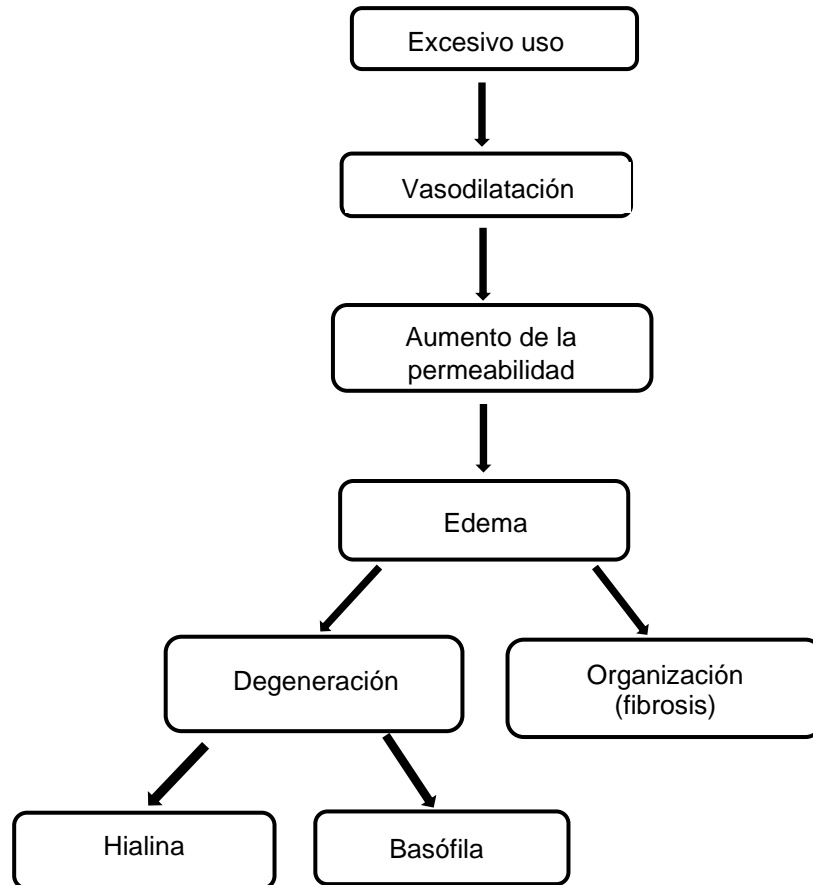 Excesivo uso
Vasodilatación
Aumento de la
permeabilidad
Edema
Degeneración
Organización
(fibrosis)
Hialina
Basófila